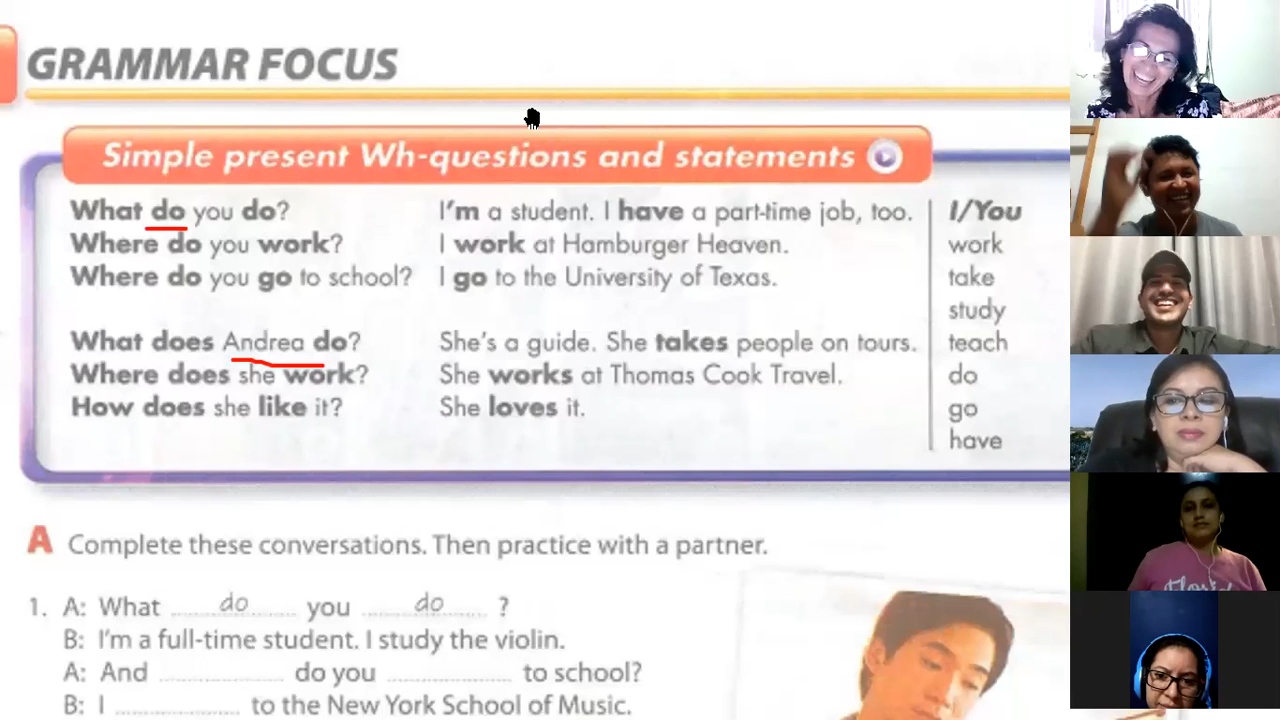 GRAMMAR FOCUS
Simple present Wh-questions and statements
What do you do? I'm a student. I have a part-time job, too. I/You
Where do you work? I work at Hamburger Heaven. work
Where do you go to school? I go to the University of Texas. take
study
What does Andrea do? She's a guide. She takes people on tours. teach
Where does she work? She works at Thomas Cook Travel. do
How does she like it? She loves it. go
have
A Complete these conversations. Then practice with a partner.
1. A: What do you do ?
B: I'm a full-time student. I study the violin.
A: And do you to school?
B: I to the New York School of Music.